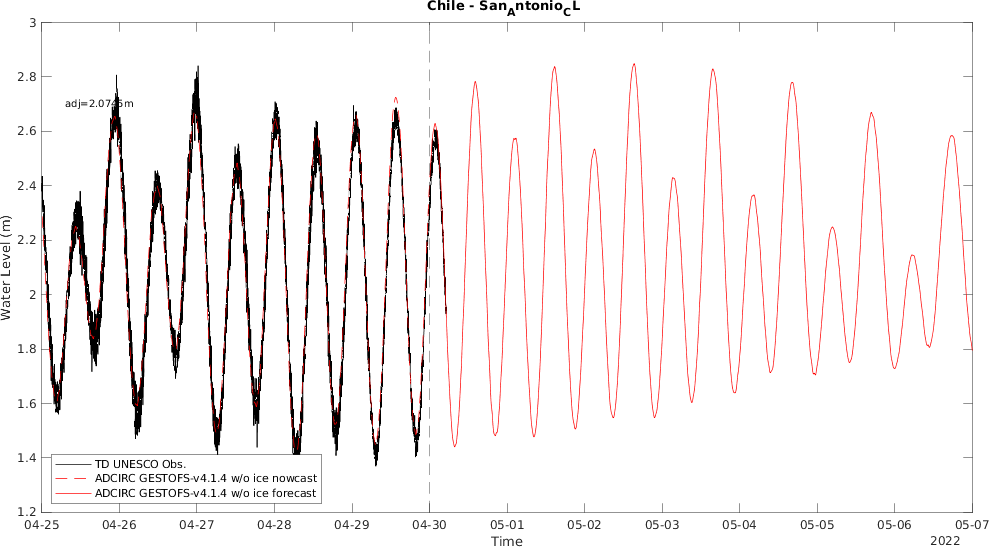 Chile - SanAntonioCL
3
2.8
2.6
2.4
2.2
2
1.8
1.6
1.4
1.2
Water Level (m)
adj=2.0745m
TD UNESCO Obs.
ADCIRC GESTOFS-v4.1.4 w/o ice nowcast
ADCIRC GESTOFS-v4.1.4 w/o ice forecast
04-25 04-26 04-27 04-28 04-29 04-30 05-01 05-02 05-03 05-04 05-05 05-06 05-07
Time
2022